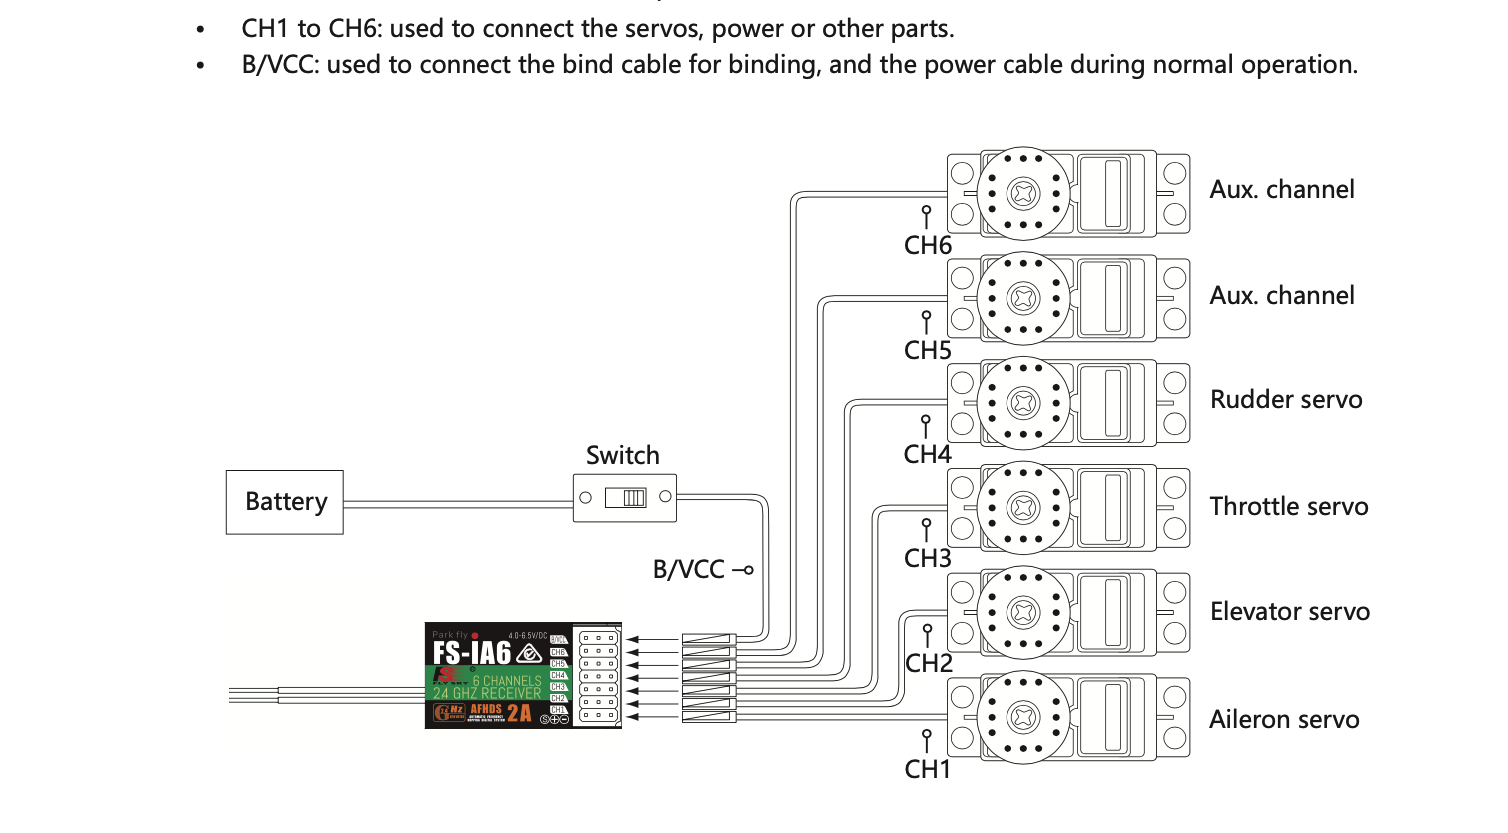 • CH1 to CH6: used to connect the servos, power or other parts.
• B/VCC: used to connect the bind cable for binding, and the power cable during normal operation.
Aux. channel
CH6
Aux. channel
CH5
Rudder servo
CH4
Switch
Battery
Throttle servo
CH3
B/VCC
Elevator servo
CH2
Park fly
4.0-6.5V/DC
B/VCC
FS-iA6
CH6
CH5
6 CHANNELS
CH4
2.4 GHZ RECEIVER
CH3
CH2
AFHDS 2A
CH1
Aileron servo
CH1